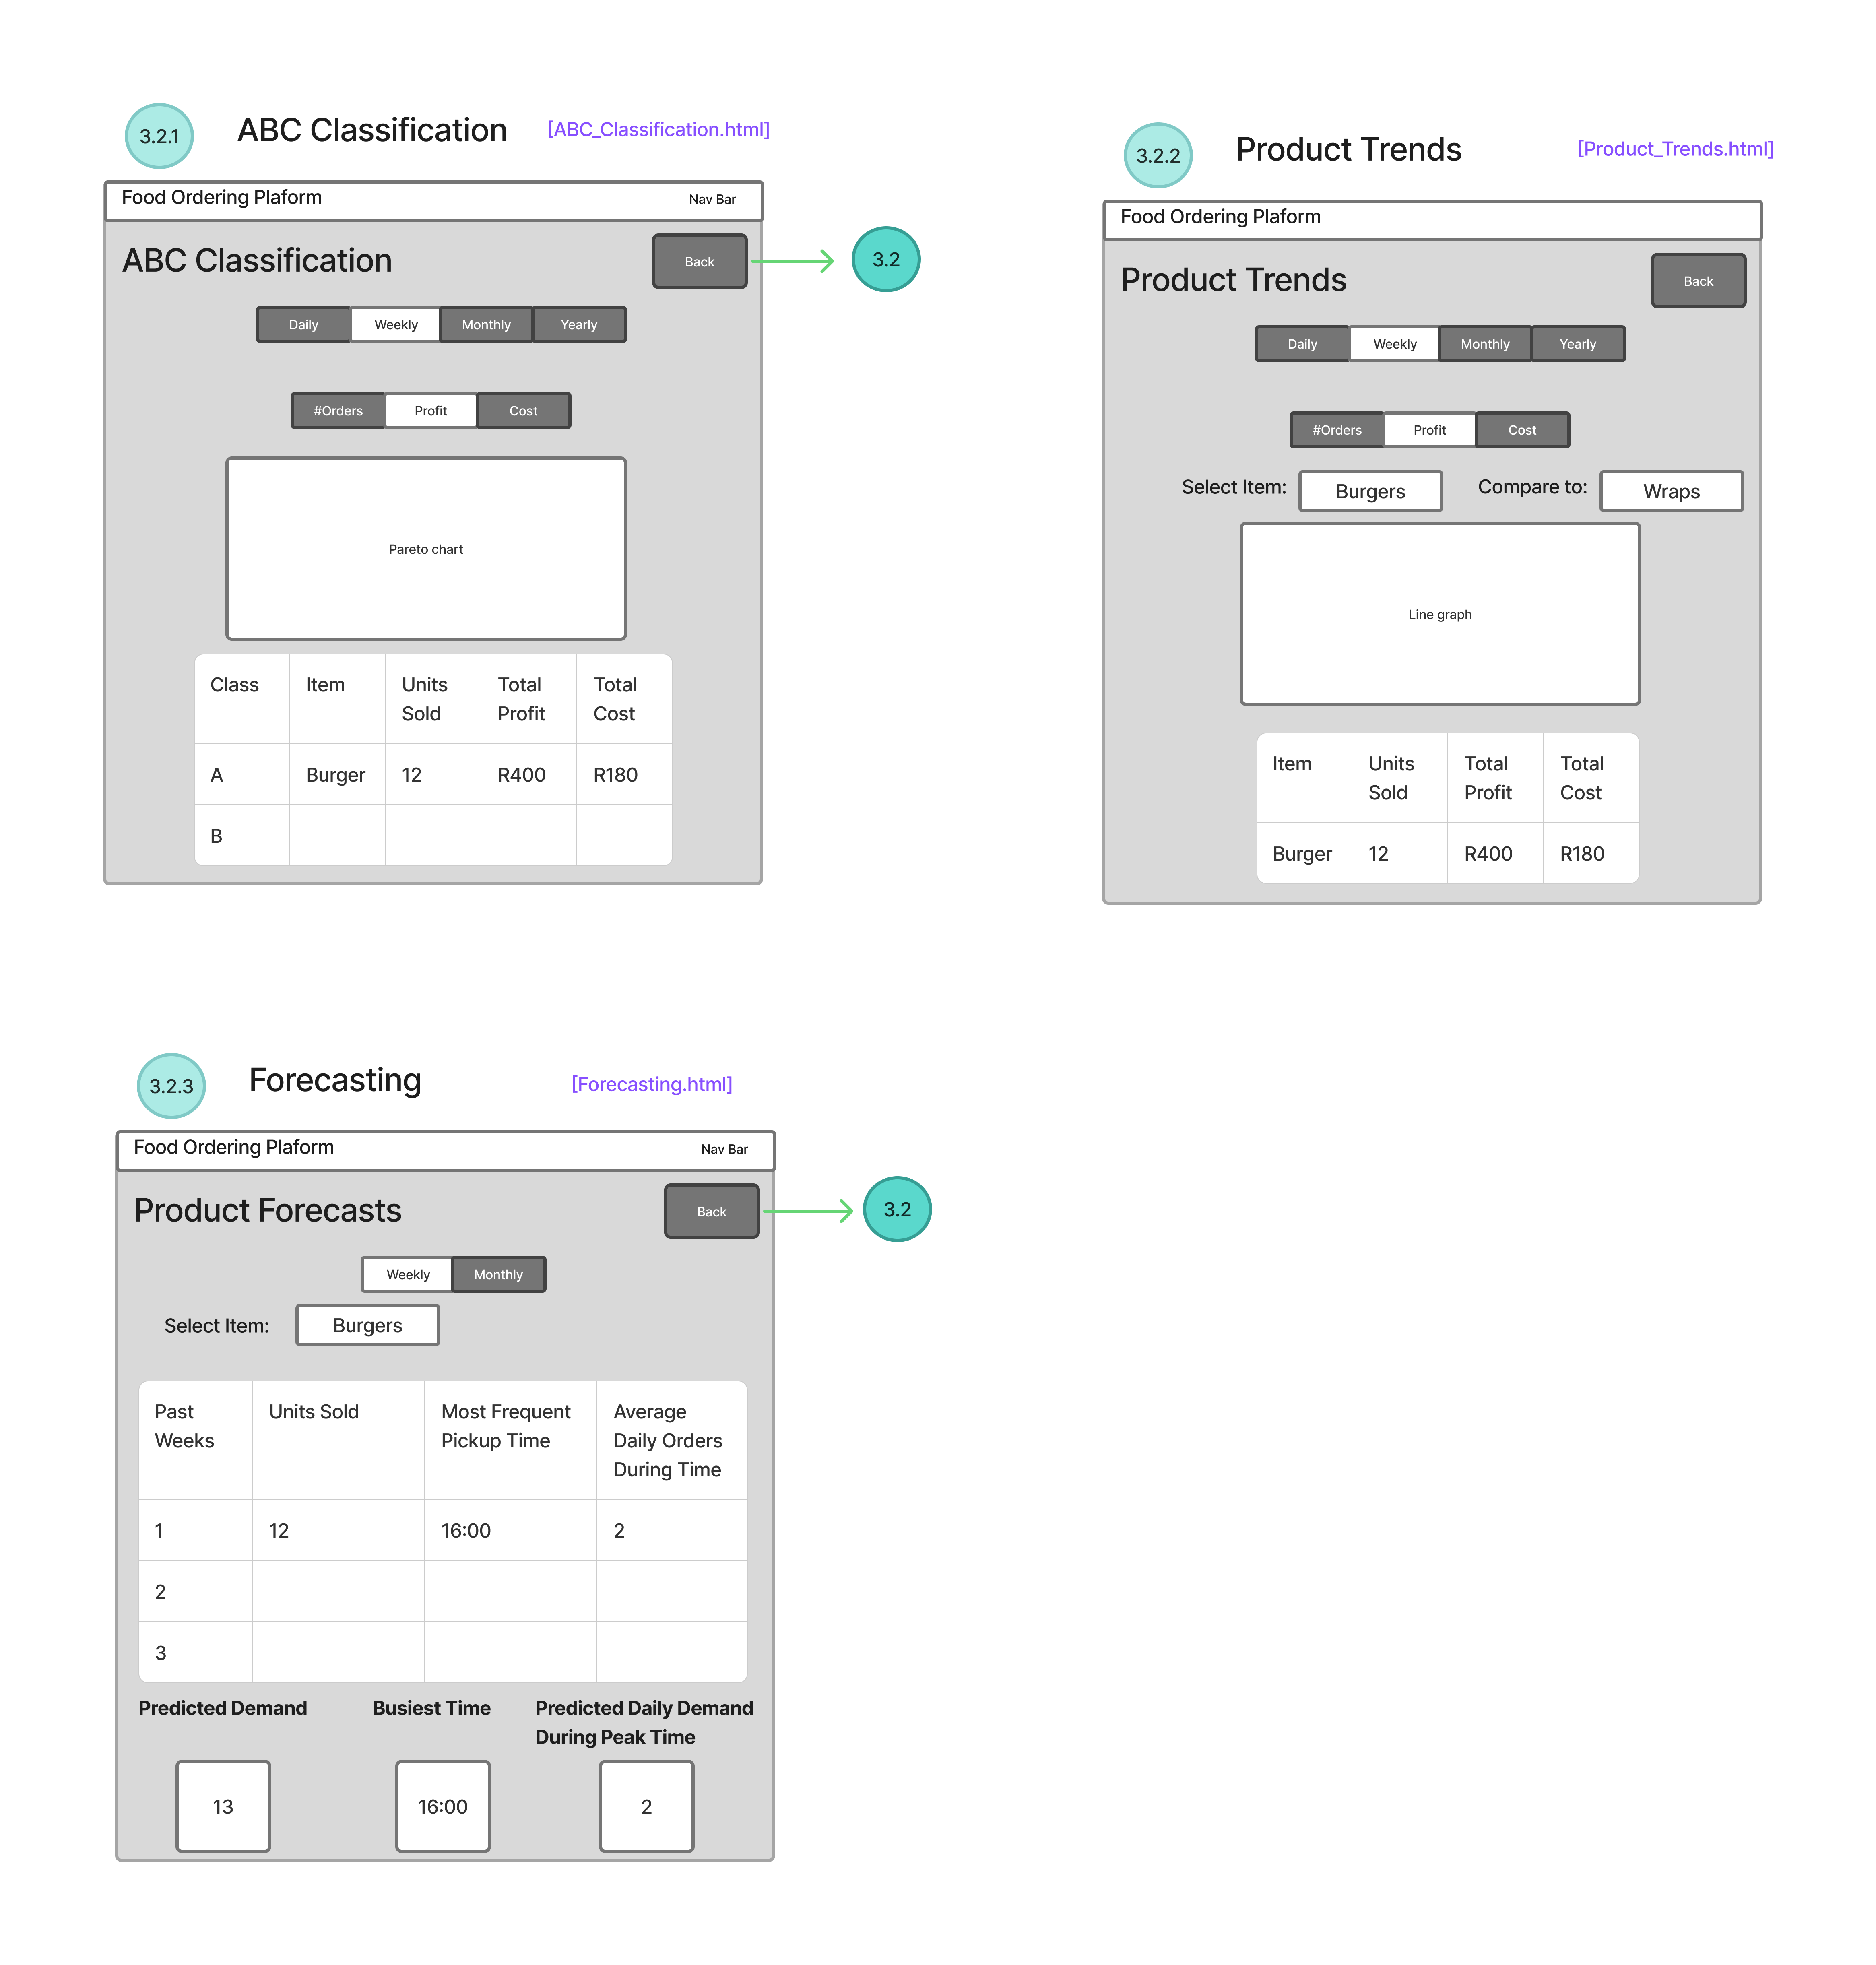 3.2.1
ABC Classification
[ABC_Classification.html]
Food Ordering Plaform
Nav Bar
ABC Classification
Back
3.2
Daily
Weekly
Monthly
Yearly
#Orders
Profit
Cost
Pareto chart
Class
Item
Units
Sold
Total
Profit
Total
Cost
A
Burger
12
R400
R180
B
3.2.2
Product Trends
[Product_Trends.html]
Food Ordering Plaform
Product Trends
Back
Daily
Weekly
Monthly
Yearly
#Orders
Profit
Cost
Select Item:
Burgers
Compare to:
Wraps
Line graph
Item
Units
Sold
Total
Profit
Total
Cost
Burger
12
R400
R180
3.2.3
Forecasting
[Forecasting.html]
Food Ordering Plaform
Nav Bar
Product Forecasts
Back
3.2
Weekly
Monthly
Select Item:
Burgers
Past
Weeks
Units Sold
Most Frequent
Pickup Time
Average
Daily Orders
During Time
1
12
16:00
2
2
3
Predicted Demand
Busiest Time
Predicted Daily Demand
During Peak Time
13
16:00
2